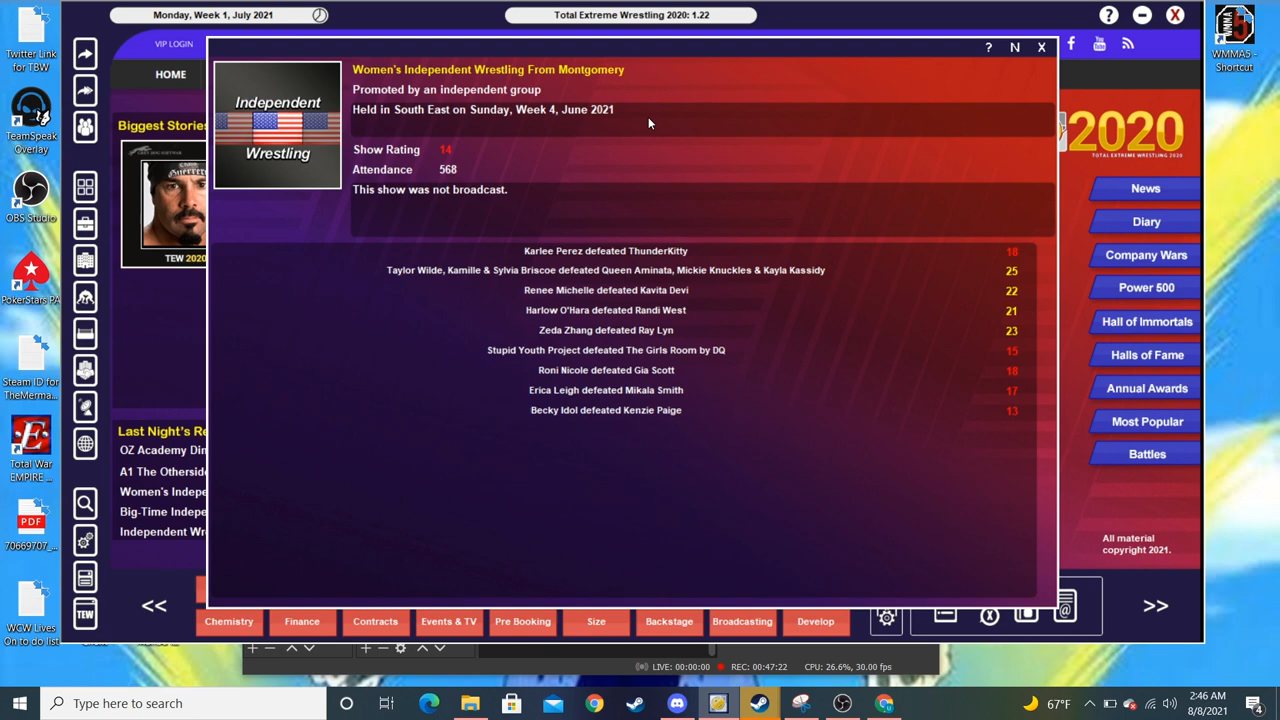 Monday, Week 1, July 2021
Total Extreme Wrestling 2020: 1.22
Twitter Link
for TBW
TeamSpeak
Overlay
OBS Studio
PokerStars PA
Steam ID for
TheMerma...
Total War
EMPIRE ...
PDF
70669707_...
WCW Lives
On to do list
WMMA5 -
Shortcut
VIP LOGIN
HOME
Biggest Stories
TEW 2020
Last Night's Re
OZ Academy Din
A1 The Otherside
Women's Indepe
Big-Time Indepe
Independent Wr
TEW
? N X
Independent
Wrestling
Women's Independent Wrestling From Montgomery
Promoted by an independent group
Held in South East on Sunday, Week 4, June 2021
Show Rating 14
Attendance 568
This show was not broadcast.
Karlee Perez defeated ThunderKitty 18
Taylor Wilde, Kamille & Sylvia Briscoe defeated Queen Aminata, Mickie Knuckles & Kayla Kassidy 25
Renee Michelle defeated Kavita Devi 22
Harlow O'Hara defeated Randi West 21
Zeda Zhang defeated Ray Lyn 23
Stupid Youth Project defeated The Girls Room by DQ 15
Roni Nicole defeated Gia Scott 18
Erica Leigh defeated Mikala Smith 17
Becky Idol defeated Kenzie Paige 13
2020
TOTAL EXTREME WRESTLING 2020
News
Diary
Company Wars
Power 500
Hall of Immortals
Halls of Fame
Annual Awards
Most Popular
Battles
All material
copyright 2021.
<<
Chemistry
Finance
Contracts
Events & TV
Pre Booking
Size
Backstage
Broadcasting
Develop
>>
LIVE: 00:00:00
REC: 00:47:22
CPU: 26.6%, 30.00 fps
Type here to search
67°F
2:46 AM
8/8/2021